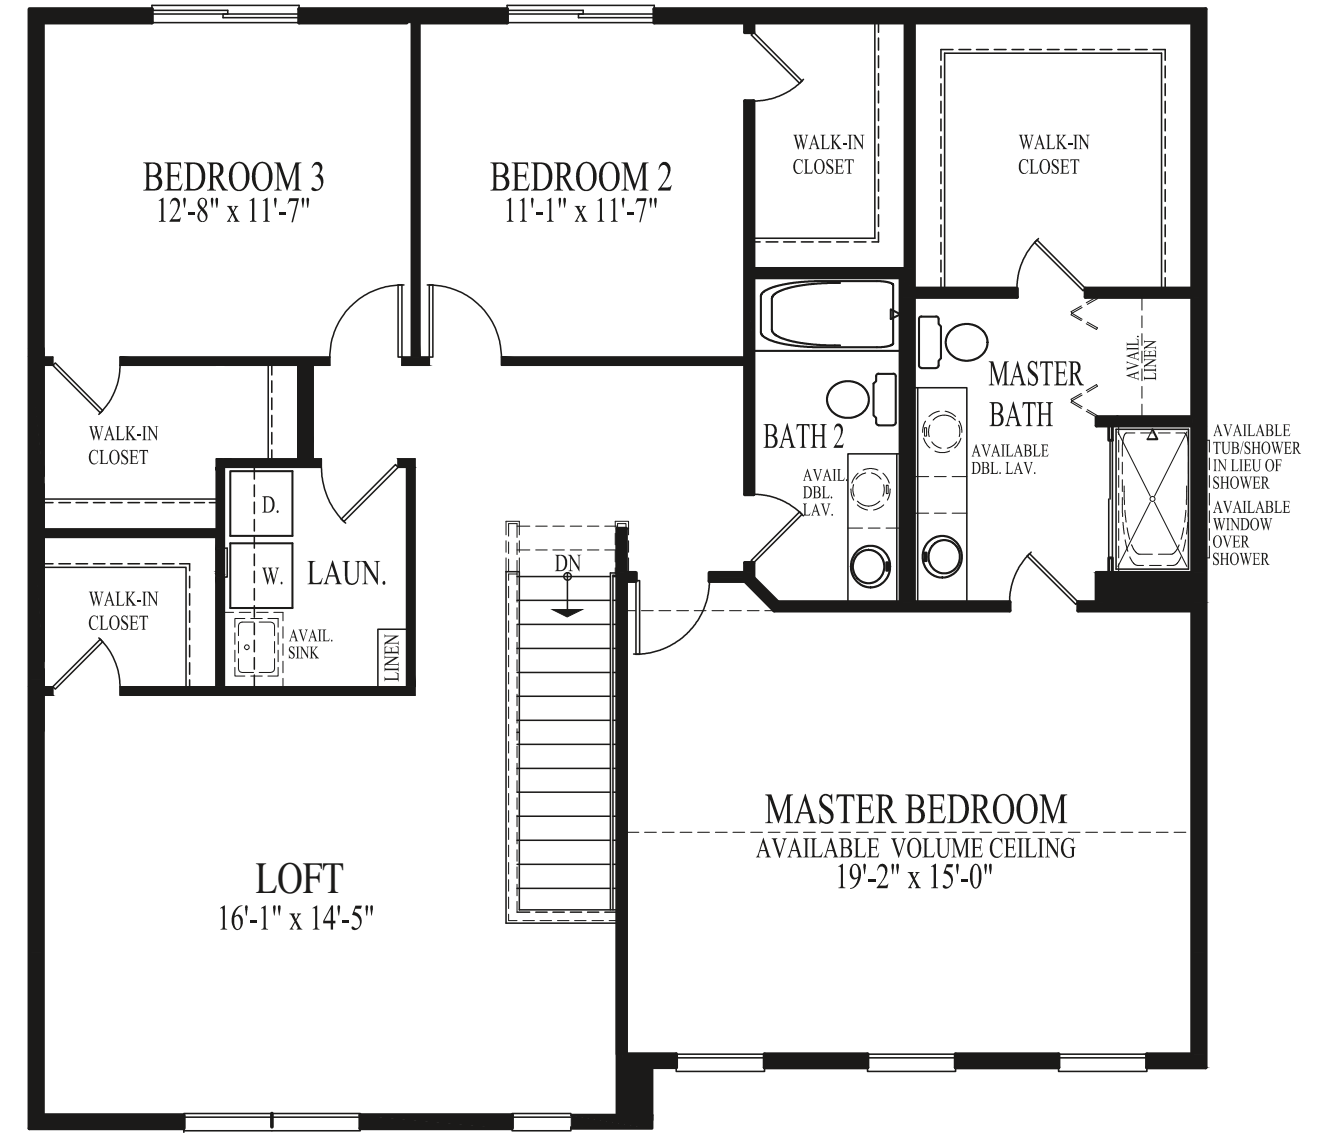 BEDROOM 3
12'-8" x 11'-7"
BEDROOM 2
11'-1" x 11'-7"
WALK-IN
CLOSET
WALK-IN
CLOSET
WALK-IN
CLOSET
WALK-IN
CLOSET
D.
W.
LAUN.
AVAIL.
SINK
LINEN
DN
BATH 2
AVAIL.
DBL.
LAV.
MASTER
BATH
AVAILABLE
DBL. LAV.
AVAIL.
LINEN
AVAILABLE
TUB/SHOWER
IN LIEU OF
SHOWER
AVAILABLE
WINDOW
OVER
SHOWER
MASTER BEDROOM
AVAILABLE VOLUME CEILING
19'-2" x 15'-0"
LOFT
16'-1" x 14'-5"